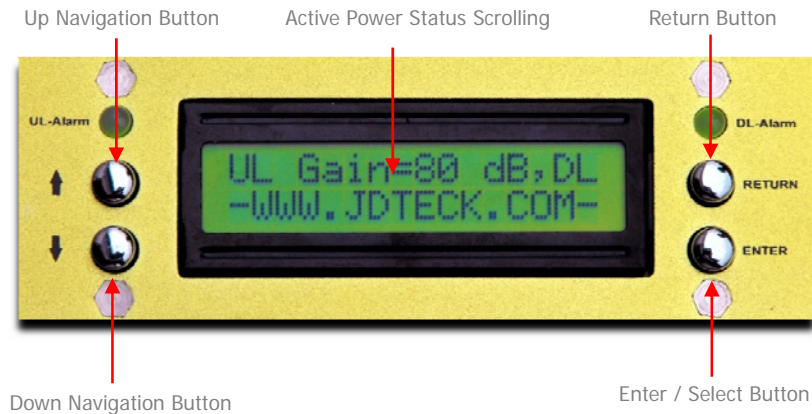 Up Navigation Button
Active Power Status Scrolling
Return Button
UL-Alarm
DL-Alarm
UL Gain=80 dB,DL
-WWW.JDTECK.COM-
RETURN
ENTER
Down Navigation Button
Enter / Select Button